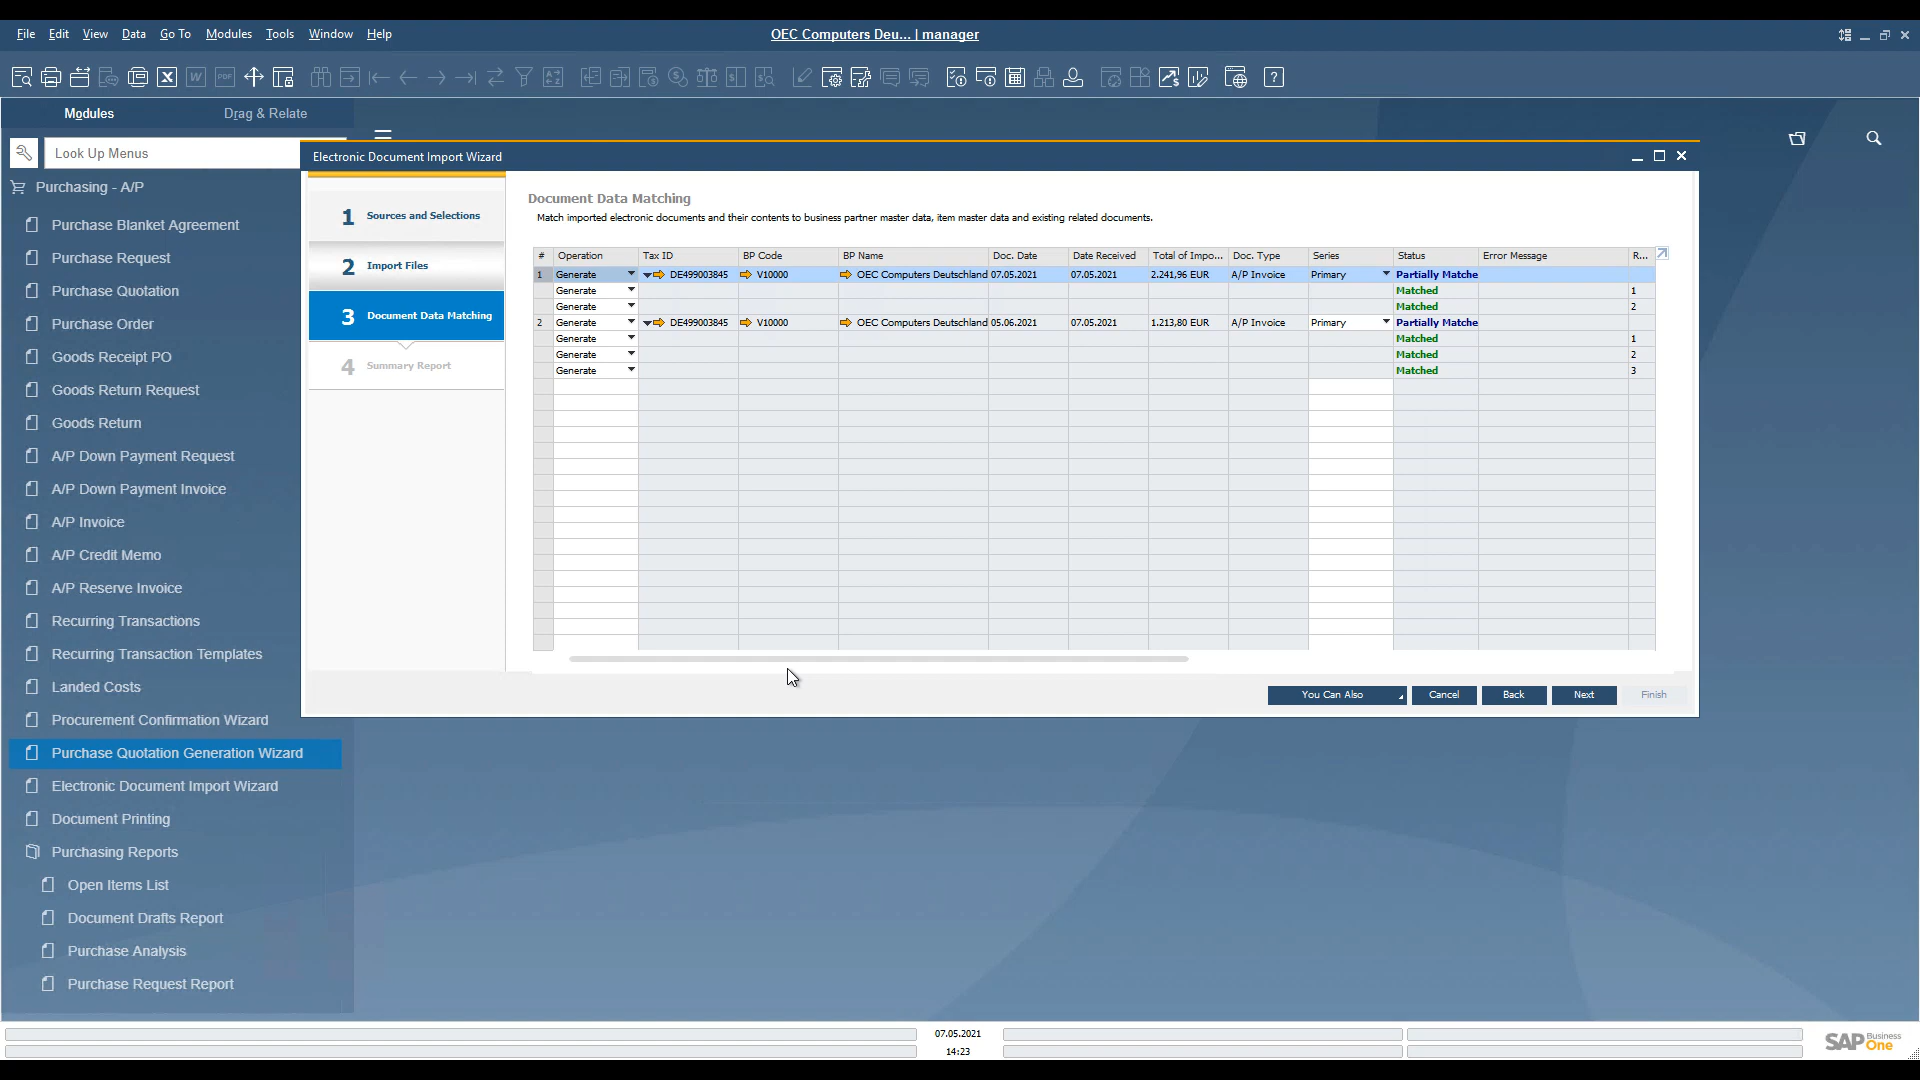 File Edit View Data Go To Modules Tools Window Help
OEC Computers Deu... | manager
Modules Drag & Relate
Look Up Menus
Purchasing - A/P
Purchase Blanket Agreement
Purchase Request
Purchase Quotation
Purchase Order
Goods Receipt PO
Goods Return Request
Goods Return
A/P Down Payment Request
A/P Down Payment Invoice
A/P Invoice
A/P Credit Memo
A/P Reserve Invoice
Recurring Transactions
Recurring Transaction Templates
Landed Costs
Procurement Confirmation Wizard
Purchase Quotation Generation Wizard
Electronic Document Import Wizard
Document Printing
Purchasing Reports
Open Items List
Document Drafts Report
Purchase Analysis
Purchase Request Report
Electronic Document Import Wizard
1 Sources and Selections
2 Import Files
3 Document Data Matching
4 Summary Report
Document Data Matching
Match imported electronic documents and their contents to business partner master data, item master data and existing related documents.
# Operation Tax ID BP Code BP Name Doc. Date Date Received Total of Impo... Doc. Type Series Status Error Message R...
1 Generate DE499003845 V10000 OEC Computers Deutschland 07.05.2021 07.05.2021 2.241,96 EUR A/P Invoice Primary Partially Matche
Generate Matched 1
Generate Matched 2
2 Generate DE499003845 V10000 OEC Computers Deutschland 05.06.2021 07.05.2021 1.213,80 EUR A/P Invoice Primary Partially Matche
Generate Matched 1
Generate Matched 2
Generate Matched 3
You Can Also Cancel Back Next Finish
07.05.2021
14:23
SAP Business One